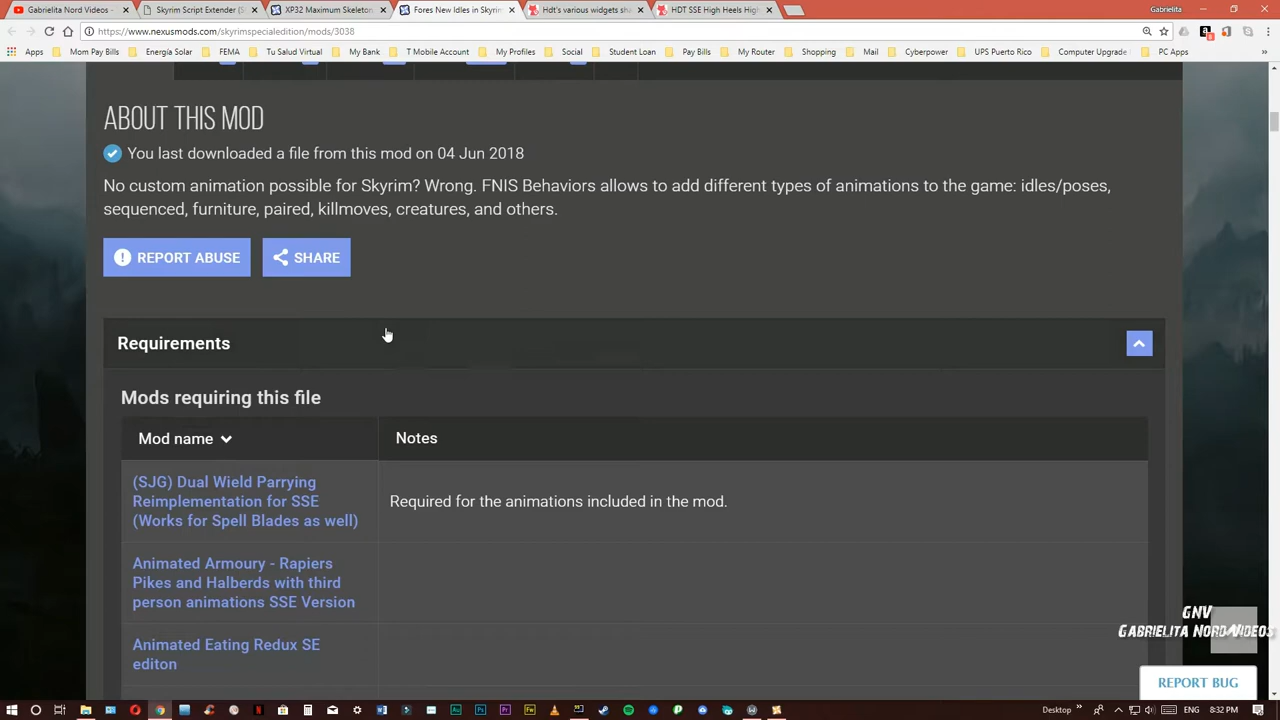 Gabrielita Nord Videos -
Skyrim Script Extender (S
XP32 Maximum Skeleton
Fores New Idles in Skyrim
Hdt's various widgets sha
HDT SSE High Heels High
Gabrielita
https://www.nexusmods.com/skyrimspecialedition/mods/3038
Apps
Mom Pay Bills
Energía Solar
FEMA
Tu Salud Virtual
My Bank
T Mobile Account
My Profiles
Social
Student Loan
Pay Bills
My Router
Shopping
Mail
Cyberpower
UPS Puerto Rico
Computer Upgrade
PC Apps
ABOUT THIS MOD
You last downloaded a file from this mod on 04 Jun 2018
No custom animation possible for Skyrim? Wrong. FNIS Behaviors allows to add different types of animations to the game: idles/poses,
sequenced, furniture, paired, killmoves, creatures, and others.
REPORT ABUSE
SHARE
Requirements
Mods requiring this file
Mod name
Notes
(SJG) Dual Wield Parrying
Reimplementation for SSE
(Works for Spell Blades as well)
Required for the animations included in the mod.
Animated Armoury - Rapiers
Pikes and Halberds with third
person animations SSE Version
Animated Eating Redux SE
editon
GNV
GABRIELITA NORD VIDEOS
REPORT BUG
Desktop
8:32 PM